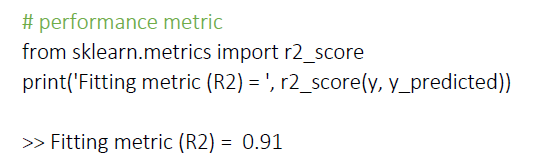 # performance metric
from sklearn.metrics import r2_score
print('Fitting metric (R2) = ', r2_score(y, y_predicted))
>> Fitting metric (R2) =  0.91